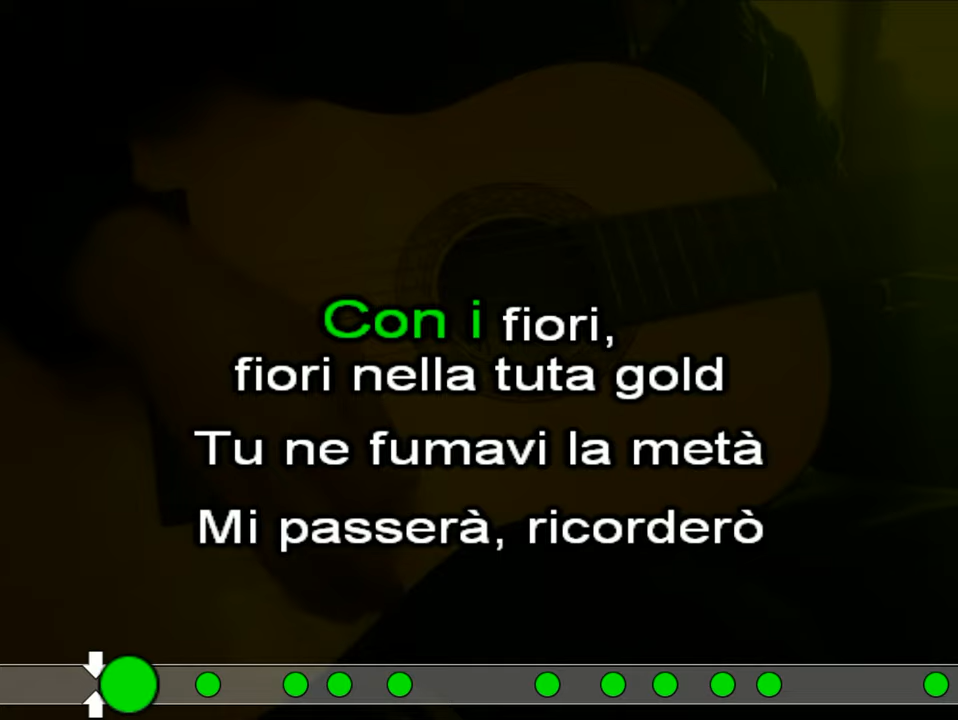 Con i fiori,
fiori nella tuta gold
Tu ne fumavi la metà
Mi passerà, ricorderò